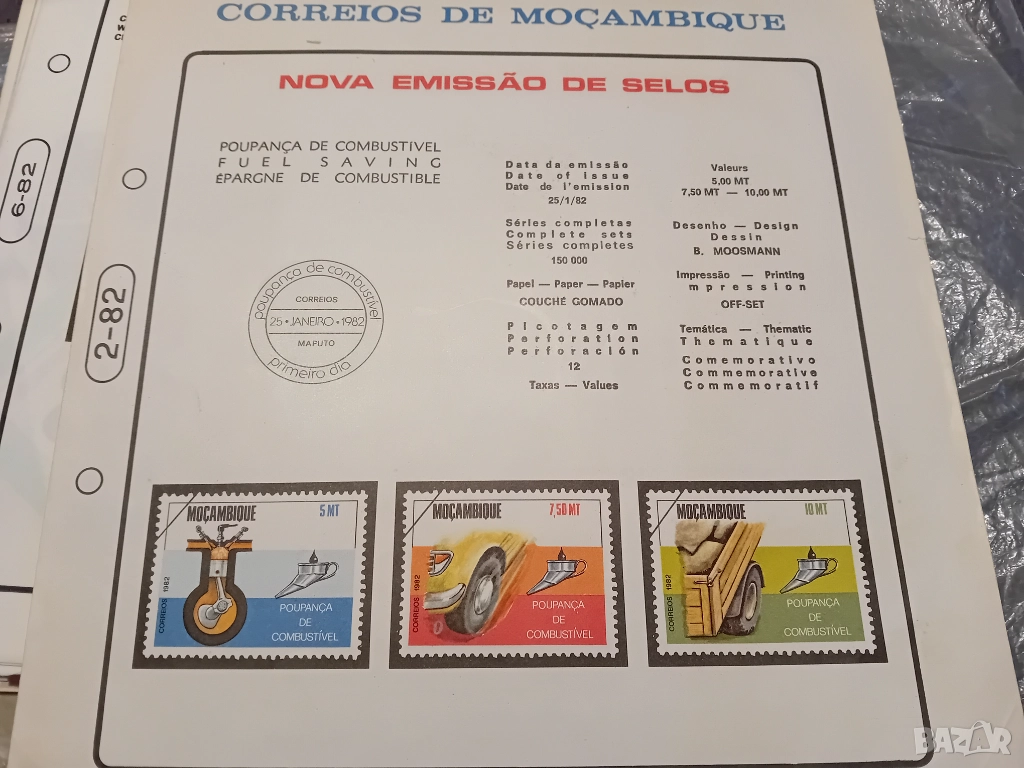 CORREIOS DE MOÇAMBIQUE
NOVA EMISSÃO DE SELOS
POUPANÇA DE COMBUSTIVEL
FUEL SAVING
ÉPARGNE DE COMBUSTIBLE
poupança de combustível
CORREIOS
25 • JANEIRO • 1982
MAPUTO
primeiro dia
Data da emissão
Date of issue
Date de l'emission
25/1/82
Séries completas
Complete sets
Séries completes
150 000
Papel — Paper — Papier
COUCHÉ GOMADO
Picotagem
Perforation
Perforación
12
Taxas — Values
Valeurs
5,00 MT
7,50 MT — 10,00 MT
Desenho — Design
Dessin
B. MOOSMANN
Impressão — Printing
Impression
OFF-SET
Temática — Thematic
Thematique
Comemorativo
Commemorative
Commemoratif
6-82
2-82
MOÇAMBIQUE 5 MT
CORREIOS 1982
POUPANÇA
DE
COMBUSTÍVEL
MOÇAMBIQUE 7,50 MT
CORREIOS 1982
POUPANÇA
DE
COMBUSTÍVEL
MOÇAMBIQUE 10 MT
CORREIOS 1982
POUPANÇA
DE
COMBUSTÍVEL
BAZAR